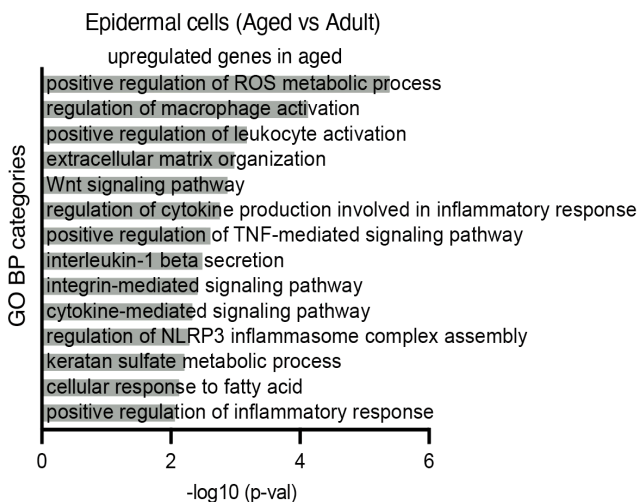 Epidermal cells (Aged vs Adult)
upregulated genes in aged
positive regulation of ROS metabolic process
regulation of macrophage activation
positive regulation of leukocyte activation
extracellular matrix organization
Wnt signaling pathway
regulation of cytokine production involved in inflammatory response
positive regulation of TNF-mediated signaling pathway
interleukin-1 beta secretion
integrin-mediated signaling pathway
cytokine-mediated signaling pathway
regulation of NLRP3 inflammasome complex assembly
keratan sulfate metabolic process
cellular response to fatty acid
positive regulation of inflammatory response
GO BP categories
0 2 4 6
-log10 (p-val)